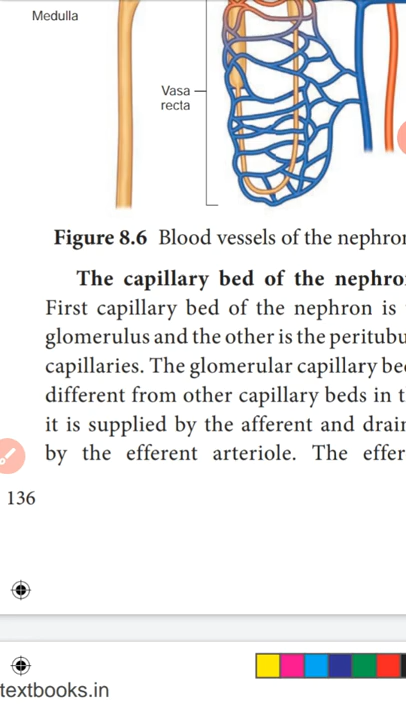 Medulla
Vasa
recta
Figure 8.6 Blood vessels of the nephron
The capillary bed of the nephro
First capillary bed of the nephron is
glomerulus and the other is the peritubu
capillaries. The glomerular capillary be
different from other capillary beds in t
it is supplied by the afferent and drain
by the efferent arteriole. The effer
136
textbooks.in